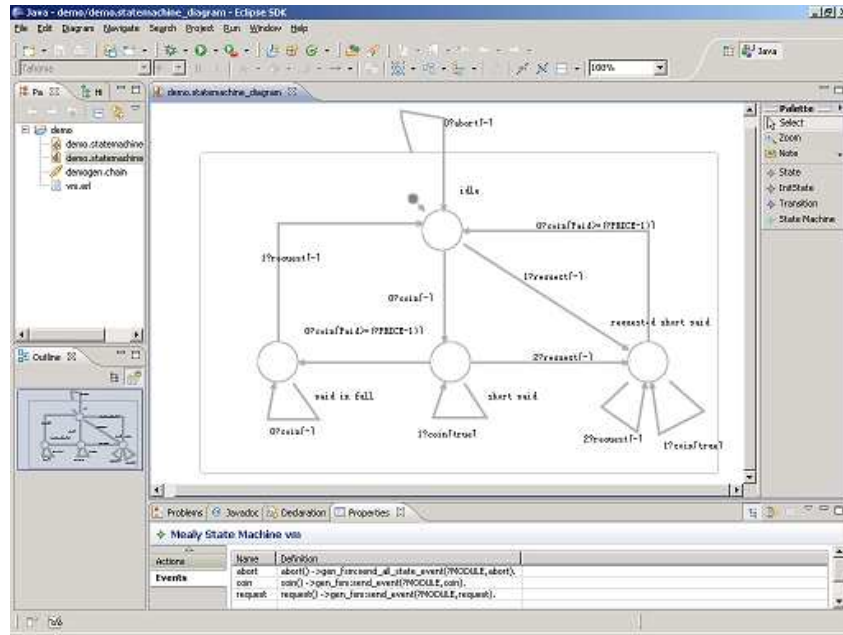 Java - demo/demo.statemachine_diagram - Eclipse SDK
File Edit Diagram Navigate Search Project Run Window Help
Tahoma
100%
Java
Pa
Hi
demo.statemachine_diagram
demo
demo.statemachine
demo.statemachine
demogen.chain
vm.erl
Outline
0?abort[-]
idle
0?coin[Paid>=(?PRICE-1)]
1?request[-]
1?request[-]
0?coin[-]
requested short paid
0?coin[Paid>=(?PRICE-1)]
2?request[-]
paid in full
short paid
0?coin[-]
1?coin[true]
2?request[-]
1?coin[true]
Palette
Select
Zoom
Note
State
InitState
Transition
State Machine
Problems
Javadoc
Declaration
Properties
Mealy State Machine vm
Actions
Events
Name Definition
abort abort() ->gen_fsm:send_all_state_event(?MODULE,abort).
coin coin() ->gen_fsm:send_event(?MODULE,coin).
request request() ->gen_fsm:send_event(?MODULE,request).